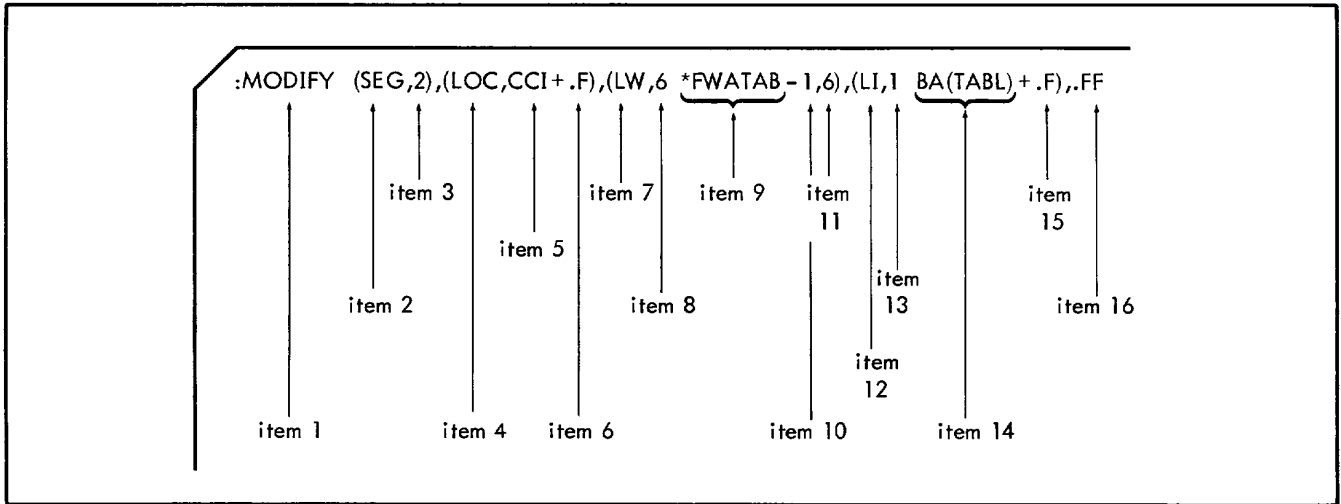 :MODIFY (SEG,2),(LOC,CCI+.F),(LW,6 *FWATAB-1,6),(LI,1 BA(TABL)+.F),.FF
item 3
item 9
item
11
item
15
item 5
item 7
item 2
item 8
item
13
item 16
item
12
item 1
item 4
item 6
item 10
item 14